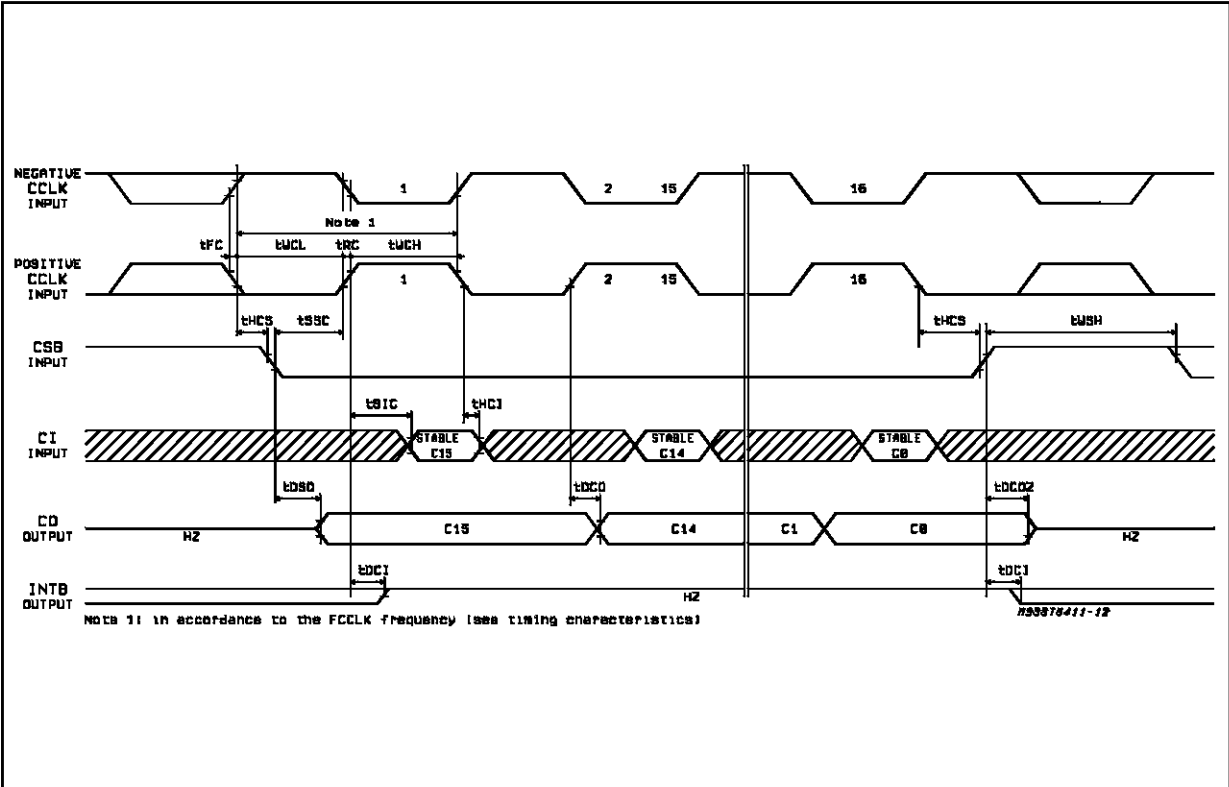 NEGATIVE
CCLK
INPUT
1
2
15
16
Note 1
tFC
tWCL
tRC
tWCH
POSITIVE
CCLK
INPUT
1
2
15
16
tHCS
tSSC
tHCS
tWSH
CSB
INPUT
tSIC
tHCI
CI
INPUT
STABLE
C15
STABLE
C14
STABLE
C0
tDSO
tDCO
tDCOZ
CO
OUTPUT
HZ
C15
C14
C1
C0
HZ
tDCI
tDCI
INTB
OUTPUT
HZ
Note 1: in accordance to the FCCLK frequency (see timing characteristics)